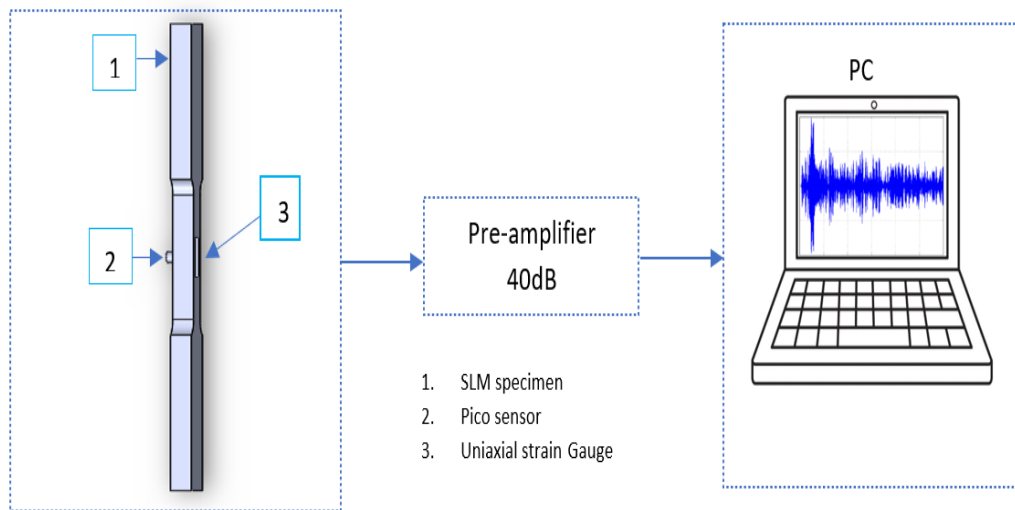 1
2
3
Pre-amplifier
40dB
PC
1. SLM specimen
2. Pico sensor
3. Uniaxial strain Gauge